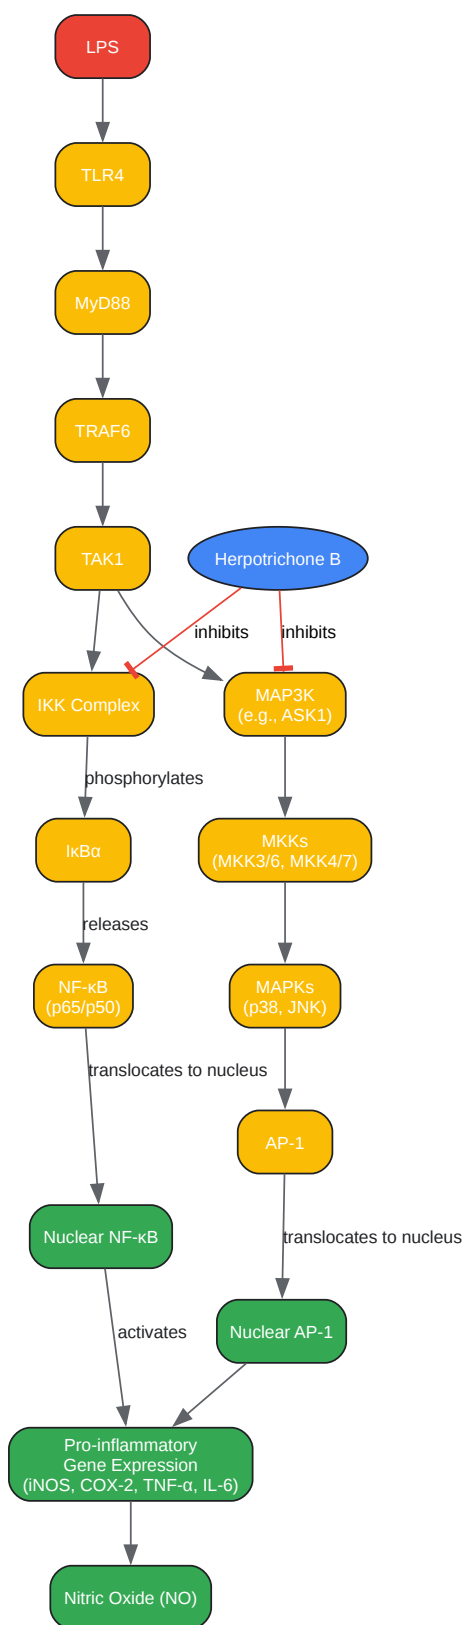 LPS
TLR4
MyD88
TRAF6
TAK1
Herpotrichone B
inhibits
inhibits
IKK Complex
MAP3K
(e.g., ASK1)
phosphorylates
IκBα
MKKs
(MKK3/6, MKK4/7)
releases
NF-κB
(p65/p50)
MAPKs
(p38, JNK)
translocates to nucleus
AP-1
Nuclear NF-κB
translocates to nucleus
activates
Nuclear AP-1
Pro-inflammatory
Gene Expression
(iNOS, COX-2, TNF-α, IL-6)
Nitric Oxide (NO)